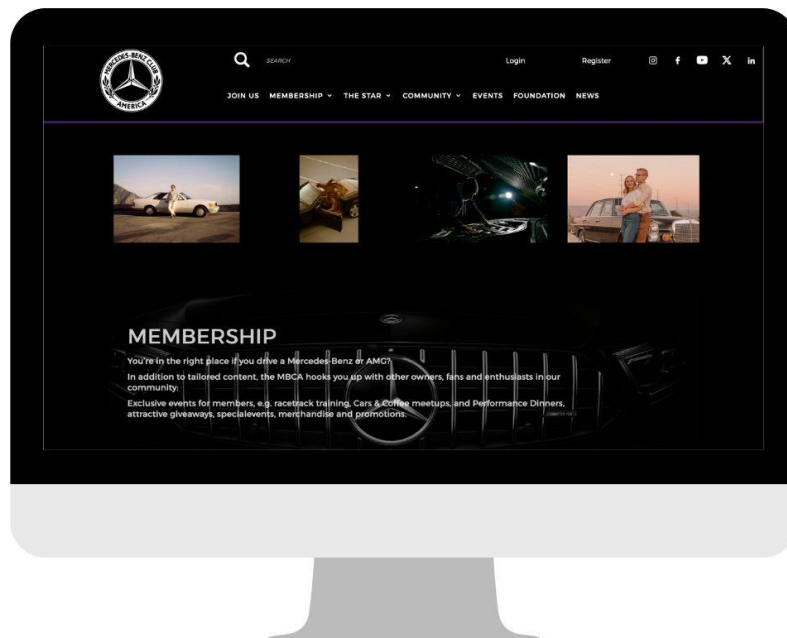 MERCEDES-BENZ CLUB
AMERICA
SEARCH
Login
Register
JOIN US MEMBERSHIP THE STAR COMMUNITY EVENTS FOUNDATION NEWS
MEMBERSHIP
You're in the right place if you drive a Mercedes-Benz or AMG?
In addition to tailored content, the MBCA hooks you up with other owners, fans and enthusiasts in our
community:
Exclusive events for members, e.g. racetrack training, Cars & Coffee meetups, and Performance Dinners,
attractive giveaways, specialevents, merchandise and promotions.